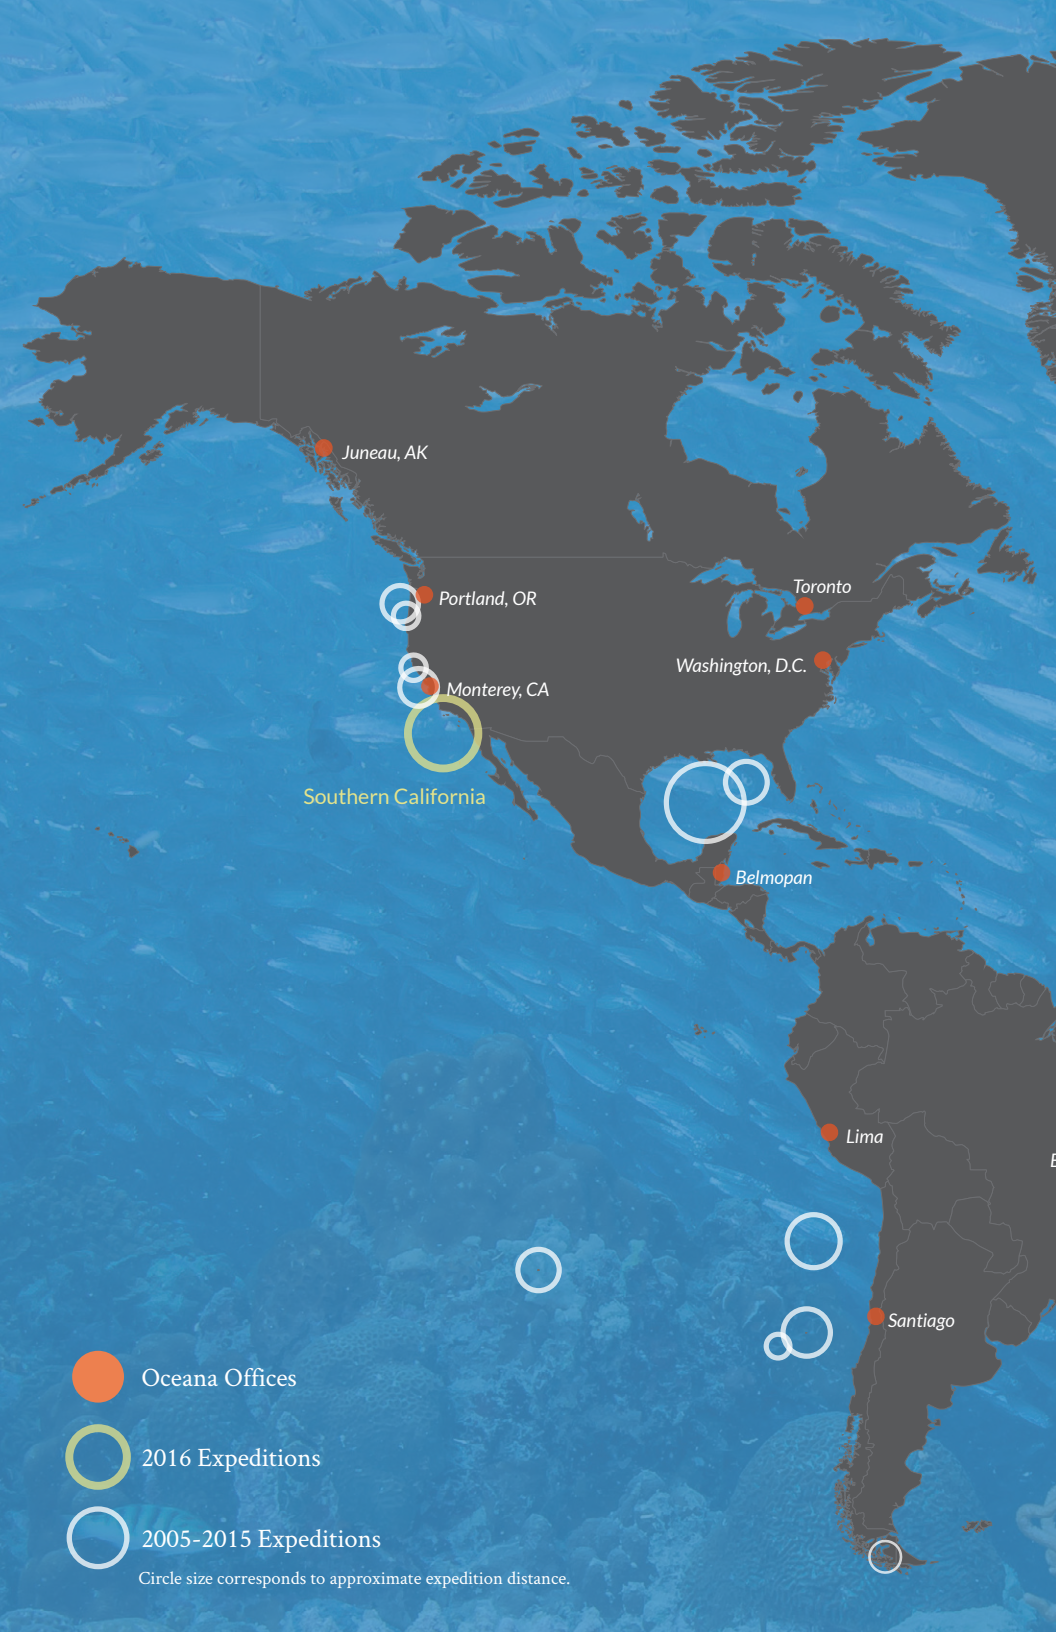 Juneau, AK
Toronto
Portland, OR
Washington, D.C.
Monterey, CA
Southern California
Belmopan
Lima
Santiago
Oceana Offices
2016 Expeditions
2005-2015 Expeditions
Circle size corresponds to approximate expedition distance.